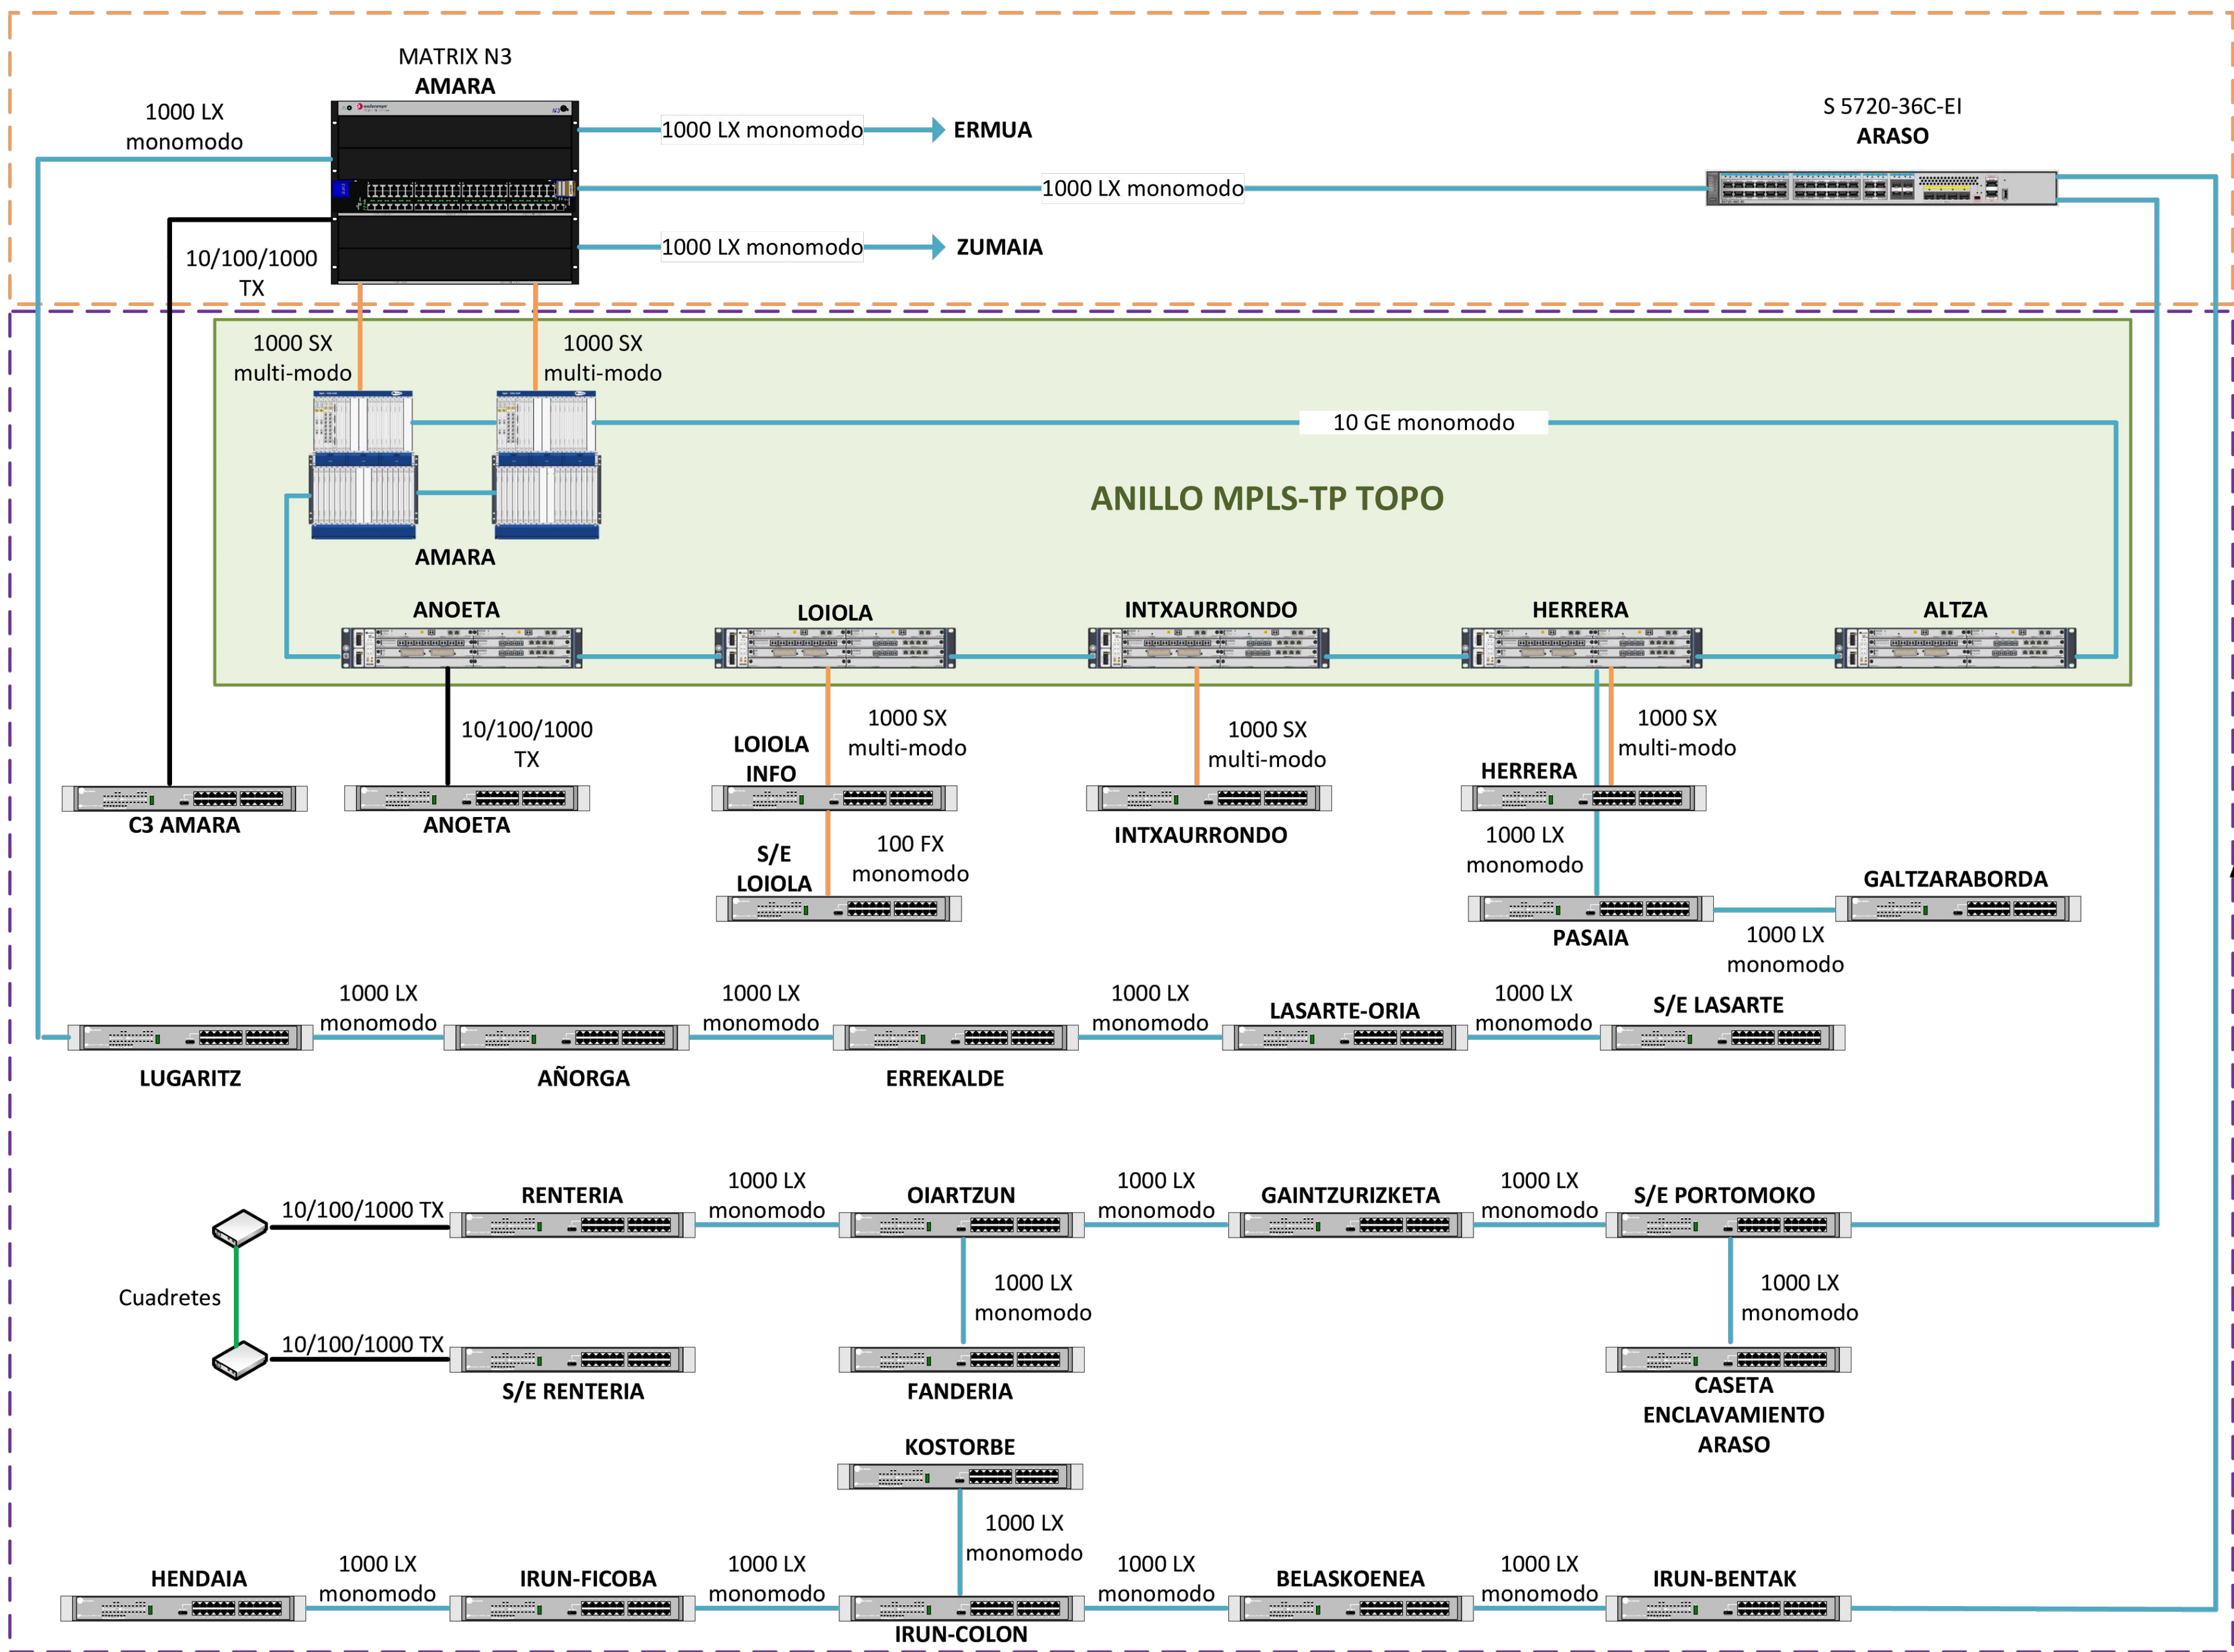 MATRIX N3
AMARA
1000 LX
monomodo
1000 LX monomodo
ERMUA
S 5720-36C-EI
ARASO
1000 LX monomodo
1000 LX monomodo
ZUMAIA
10/100/1000
TX
1000 SX
multi-modo
1000 SX
multi-modo
10 GE monomodo
ANILLO MPLS-TP TOPO
AMARA
ANOETA
LOIOLA
INTXAURRONDO
HERRERA
ALTZA
10/100/1000
TX
LOIOLA
INFO
1000 SX
multi-modo
1000 SX
multi-modo
HERRERA
1000 SX
multi-modo
C3 AMARA
ANOETA
S/E
LOIOLA
100 FX
monomodo
INTXAURRONDO
1000 LX
monomodo
PASAIA
GALTZARABORDA
1000 LX
monomodo
1000 LX
monomodo
1000 LX
monomodo
1000 LX
monomodo
LASARTE-ORIA
1000 LX
monomodo
S/E LASARTE
LUGARITZ
AÑORGA
ERREKALDE
10/100/1000 TX
RENTERIA
1000 LX
monomodo
OIARTZUN
1000 LX
monomodo
GAINTZURIZKETA
1000 LX
monomodo
S/E PORTOMOKO
Cuadretes
1000 LX
monomodo
1000 LX
monomodo
10/100/1000 TX
S/E RENTERIA
FANDERIA
CASETA
ENCLAVAMIENTO
ARASO
KOSTORBE
1000 LX
monomodo
HENDAIA
1000 LX
monomodo
IRUN-FICOBA
1000 LX
monomodo
IRUN-COLON
1000 LX
monomodo
BELASKOENEA
1000 LX
monomodo
IRUN-BENTAK